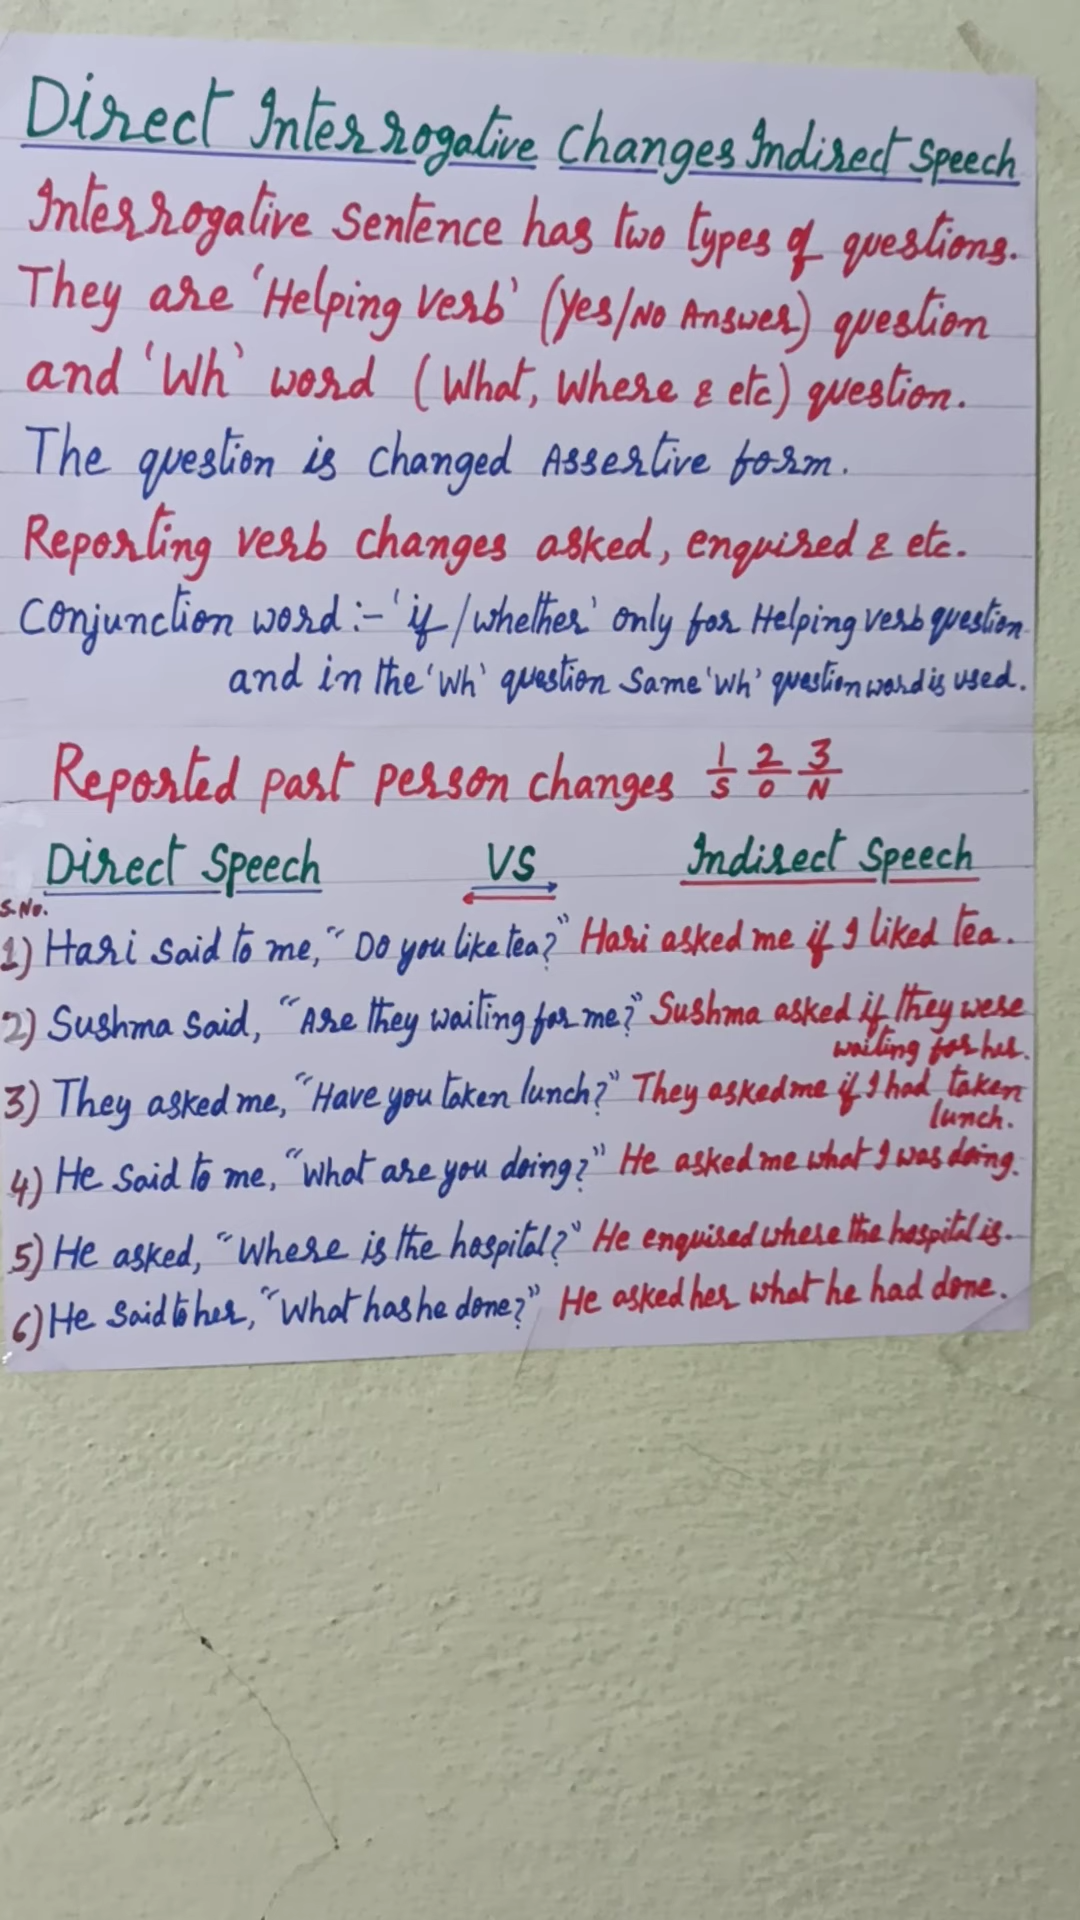 Direct Interrogative Changes Indirect Speech
Interrogative Sentence has two types of questions.
They are 'Helping Verb' (Yes/No Answer) question
and 'Wh' word (What, Where & etc) question.
The question is changed Assertive form.
Reporting verb changes asked, enquired & etc.
Conjunction word :- 'if/whether' only for Helping verb question
and in the 'Wh' question Same 'Wh' question word is used.
Reported part person changes 1/S 2/O 3/N
Direct Speech VS Indirect Speech
S.No.
1) Hari Said to me, "Do you like tea?" Hari asked me if I liked tea.
2) Sushma Said, "Are they waiting for me?" Sushma asked if they were
waiting for her.
3) They asked me, "Have you taken lunch?" They asked me if I had taken
lunch.
4) He Said to me, "What are you doing?" He asked me what I was doing.
5) He asked, "Where is the hospital?" He enquired where the hospital is.
6) He Said to her, "What has he done?" He asked her what he had done.